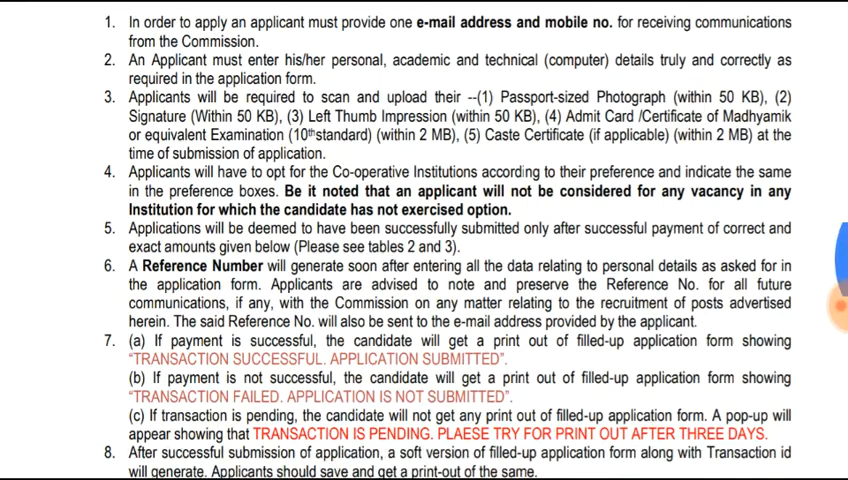 1. In order to apply an applicant must provide one e-mail address and mobile no. for receiving communications
from the Commission.
2. An Applicant must enter his/her personal, academic and technical (computer) details truly and correctly as
required in the application form.
3. Applicants will be required to scan and upload their --(1) Passport-sized Photograph (within 50 KB), (2)
Signature (Within 50 KB), (3) Left Thumb Impression (within 50 KB), (4) Admit Card /Certificate of Madhyamik
or equivalent Examination (10thstandard) (within 2 MB), (5) Caste Certificate (if applicable) (within 2 MB) at the
time of submission of application.
4. Applicants will have to opt for the Co-operative Institutions according to their preference and indicate the same
in the preference boxes. Be it noted that an applicant will not be considered for any vacancy in any
Institution for which the candidate has not exercised option.
5. Applications will be deemed to have been successfully submitted only after successful payment of correct and
exact amounts given below (Please see tables 2 and 3).
6. A Reference Number will generate soon after entering all the data relating to personal details as asked for in
the application form. Applicants are advised to note and preserve the Reference No. for all future
communications, if any, with the Commission on any matter relating to the recruitment of posts advertised
herein. The said Reference No. will also be sent to the e-mail address provided by the applicant.
7. (a) If payment is successful, the candidate will get a print out of filled-up application form showing
“TRANSACTION SUCCESSFUL. APPLICATION SUBMITTED”.
(b) If payment is not successful, the candidate will get a print out of filled-up application form showing
“TRANSACTION FAILED. APPLICATION IS NOT SUBMITTED”.
(c) If transaction is pending, the candidate will not get any print out of filled-up application form. A pop-up will
appear showing that TRANSACTION IS PENDING. PLAESE TRY FOR PRINT OUT AFTER THREE DAYS.
8. After successful submission of application, a soft version of filled-up application form along with Transaction id
will generate. Applicants should save and get a print-out of the same.